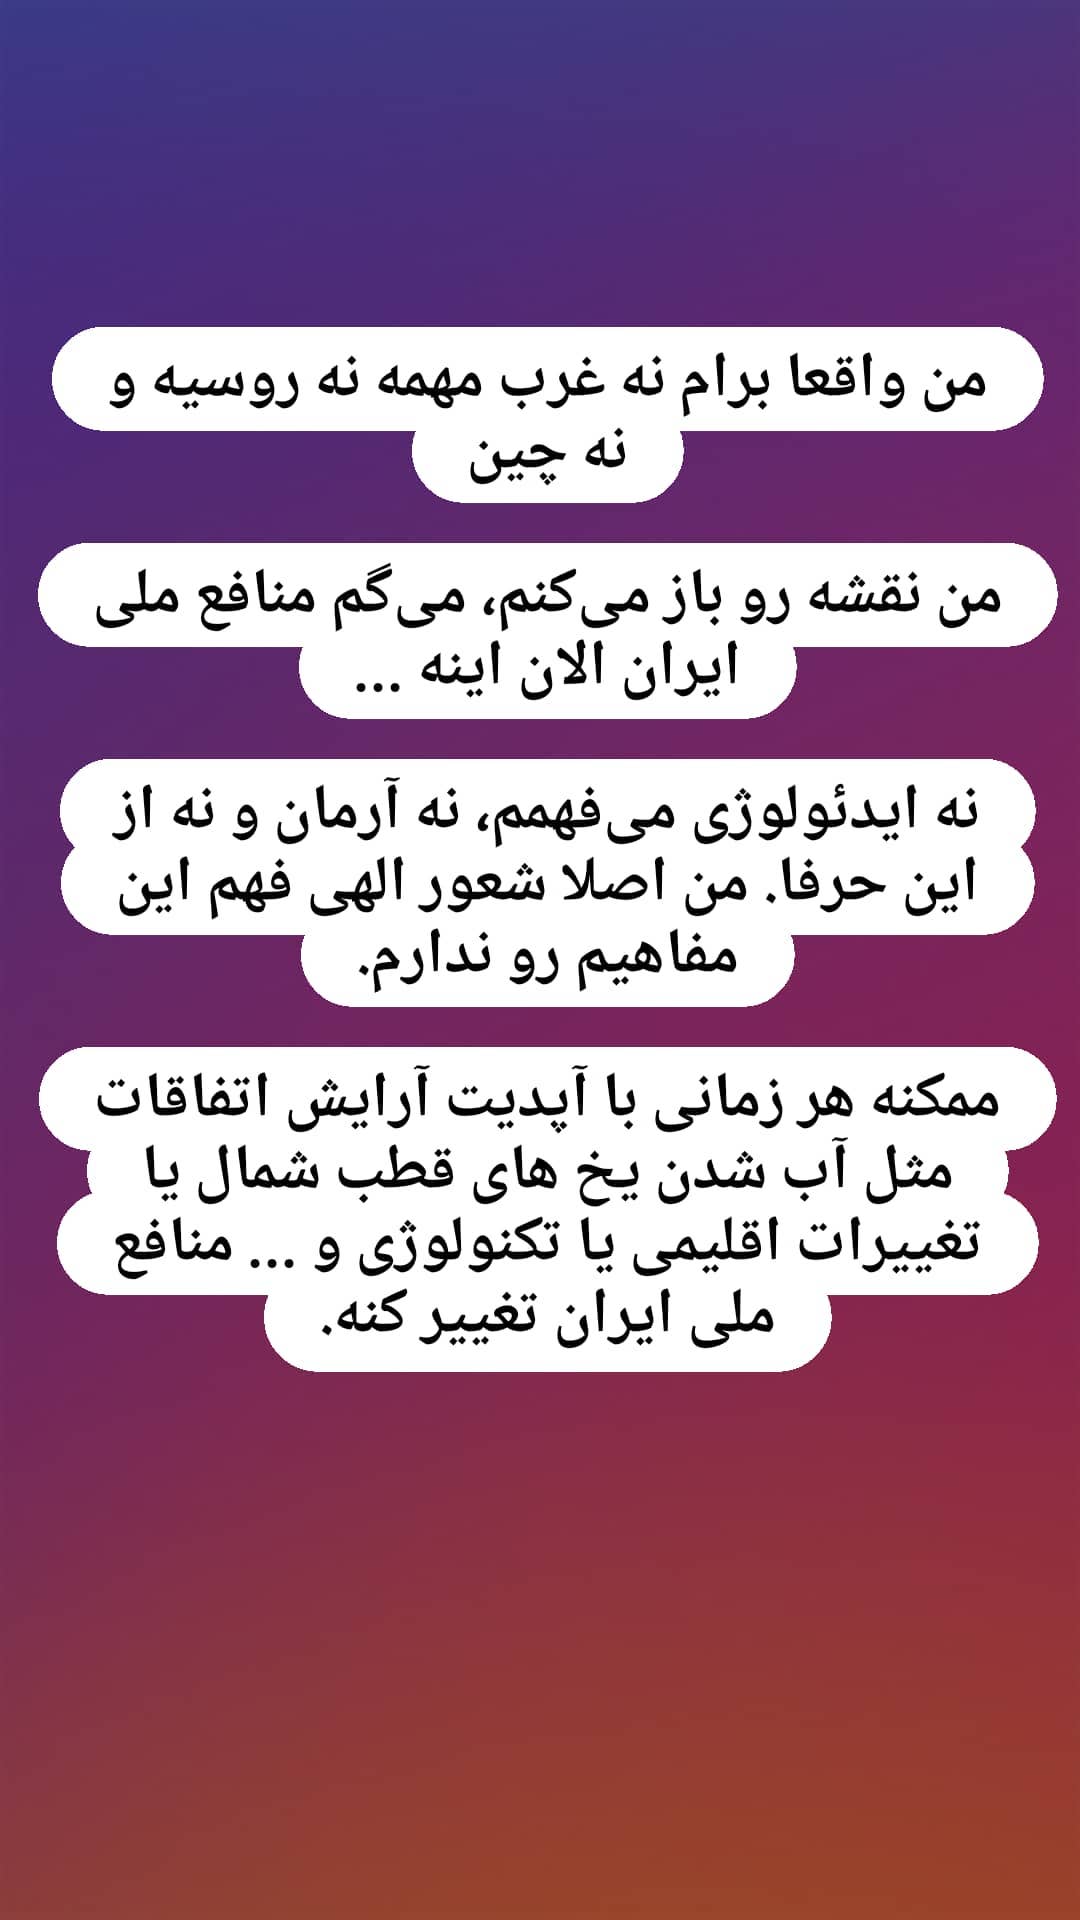 من واقعا برام نه غرب مهمه نه روسیه و
نه چین
من نقشه رو باز می‌کنم، می‌گم منافع ملی
ایران الان اینه ...
نه ایدئولوژی می‌فهمم، نه آرمان و نه از
این حرفا. من اصلا شعور الهی فهم این
مفاهیم رو ندارم.
ممکنه هر زمانی با آپدیت آرایش اتفاقات
مثل آب شدن یخ های قطب شمال یا
تغییرات اقلیمی یا تکنولوژی و ... منافع
ملی ایران تغییر کنه.